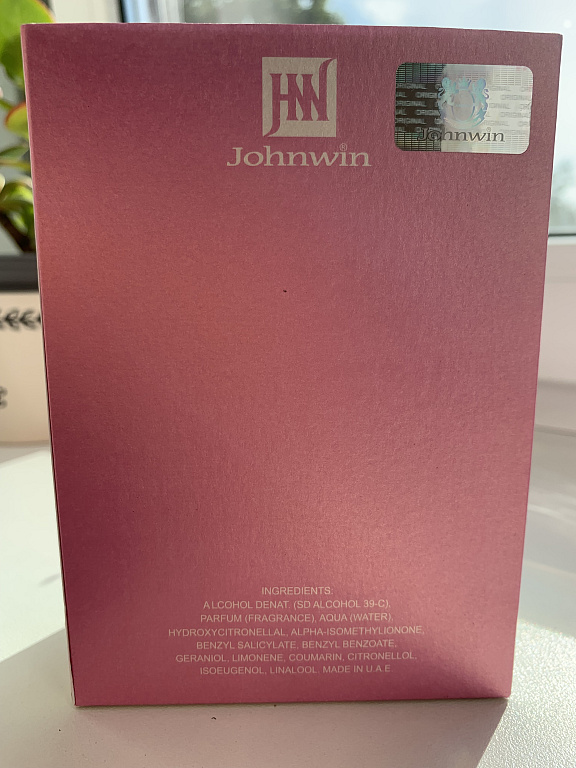 JHW
Johnwin®
ORIGINAL
Johnwin
INGREDIENTS:
ALCOHOL DENAT. (SD ALCOHOL 39-C),
PARFUM (FRAGRANCE), AQUA (WATER),
HYDROXYCITRONELLAL, ALPHA-ISOMETHYLIONONE,
BENZYL SALICYLATE, BENZYL BENZOATE,
GERANIOL, LIMONENE, COUMARIN, CITRONELLOL,
ISOEUGENOL, LINALOOL. MADE IN U.A.E.